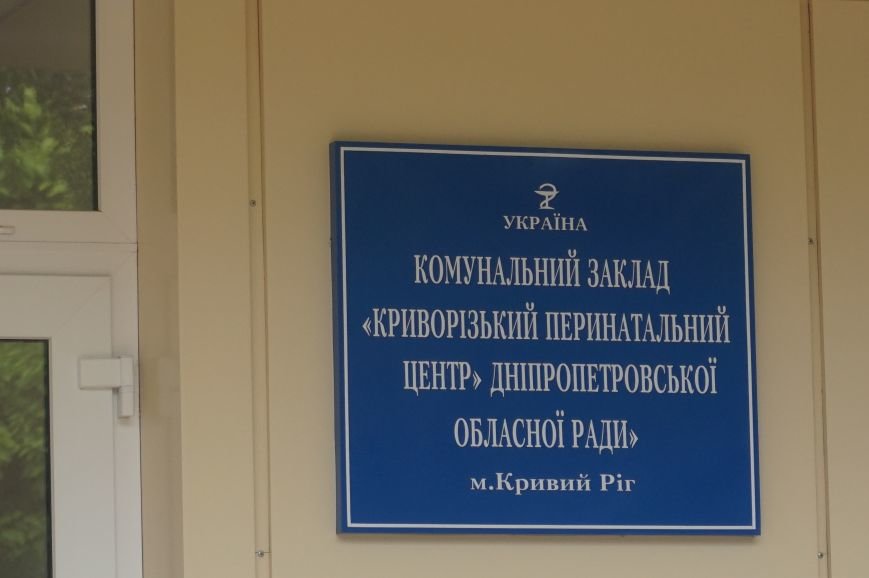 УКРАЇНА
КОМУНАЛЬНИЙ ЗАКЛАД
«КРИВОРІЗЬКИЙ ПЕРИНАТАЛЬНИЙ
ЦЕНТР» ДНІПРОПЕТРОВСЬКОЇ
ОБЛАСНОЇ РАДИ»
м.Кривий Ріг